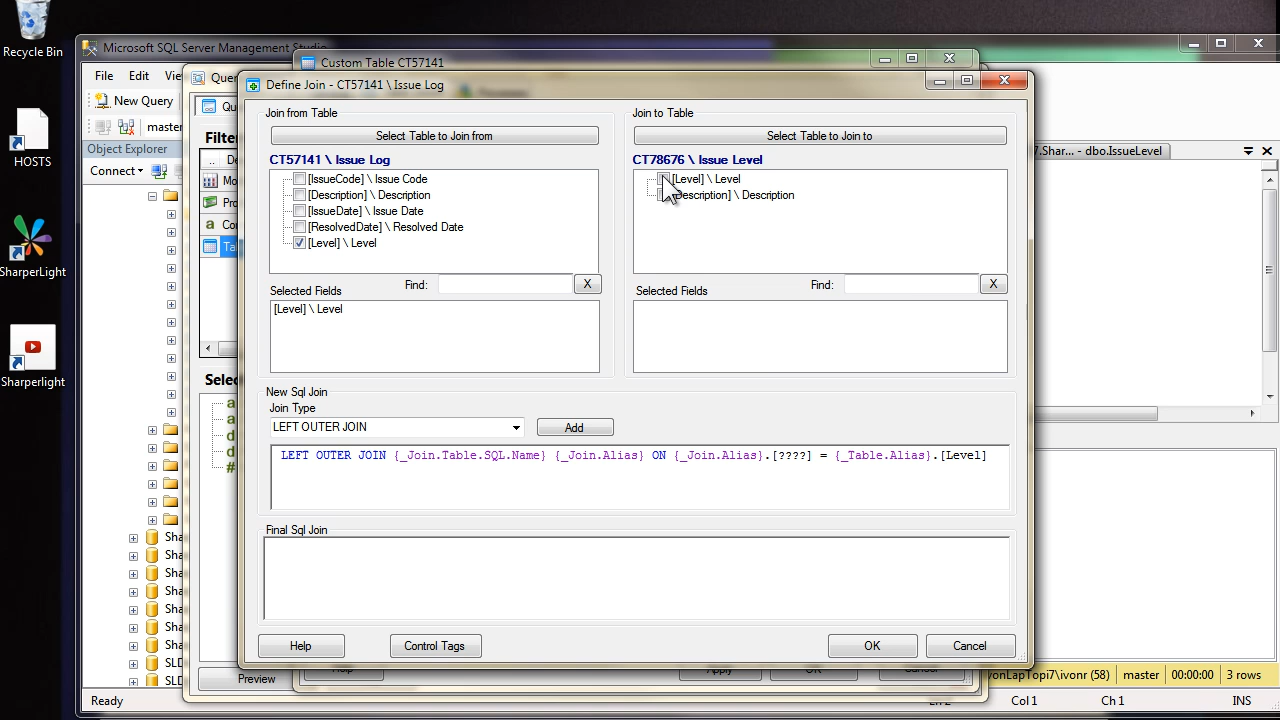 Recycle Bin
HOSTS
SharperLight
Sharperlight
Microsoft SQL Server Management Studio
File Edit
New Query
master
Object Explorer
Connect
Custom Table CT57141
Define Join - CT57141 \ Issue Log
Join from Table
Select Table to Join from
CT57141 \ Issue Log
[IssueCode] \ Issue Code
[Description] \ Description
[IssueDate] \ Issue Date
[ResolvedDate] \ Resolved Date
[Level] \ Level
Find:
X
Selected Fields
[Level] \ Level
Join to Table
Select Table to Join to
CT78676 \ Issue Level
[Level] \ Level
Description] \ Description
Find:
X
Selected Fields
New Sql Join
Join Type
LEFT OUTER JOIN
Add
LEFT OUTER JOIN {_Join.Table.SQL.Name} {_Join.Alias} ON {_Join.Alias}.[????] = {_Table.Alias}.[Level]
Final Sql Join
Help
Control Tags
OK
Cancel
Preview
7.Shar... - dbo.IssueLevel
vonLapTopi7\ivonr (58) master 00:00:00 3 rows
Ready
Col 1
Ch 1
INS